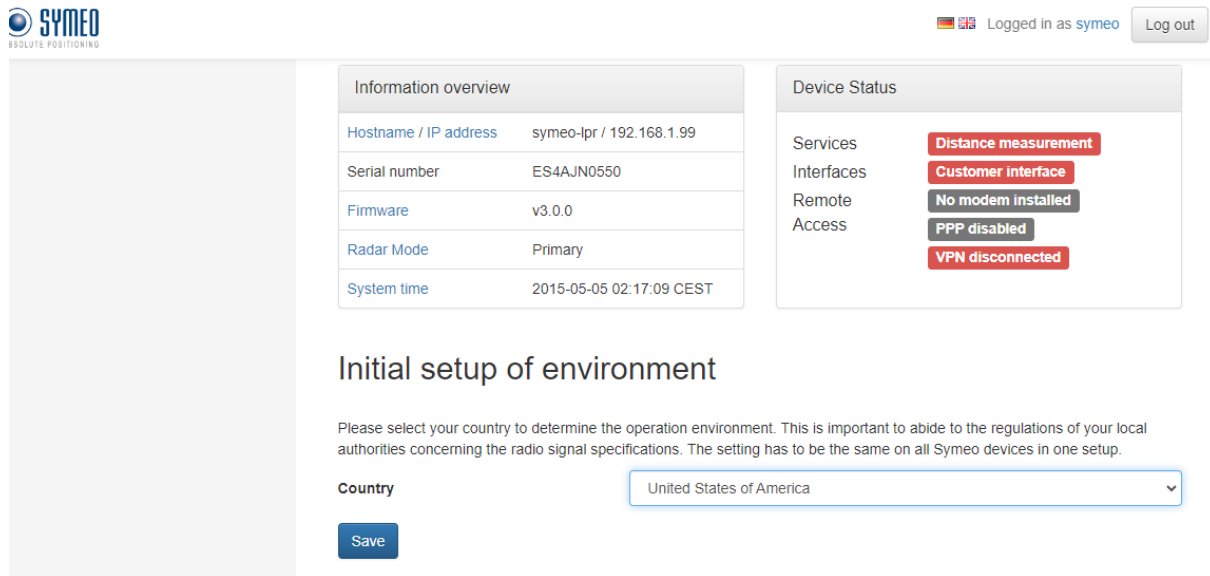 SYMEO
BSOLUTE POSITIONING
Logged in as symeo
Log out
Information overview
Hostname / IP address symeo-lpr / 192.168.1.99
Serial number ES4AJN0550
Firmware v3.0.0
Radar Mode Primary
System time 2015-05-05 02:17:09 CEST
Device Status
Services Distance measurement
Interfaces Customer interface
Remote No modem installed
Access PPP disabled
VPN disconnected
Initial setup of environment
Please select your country to determine the operation environment. This is important to abide to the regulations of your local
authorities concerning the radio signal specifications. The setting has to be the same on all Symeo devices in one setup.
Country United States of America
Save